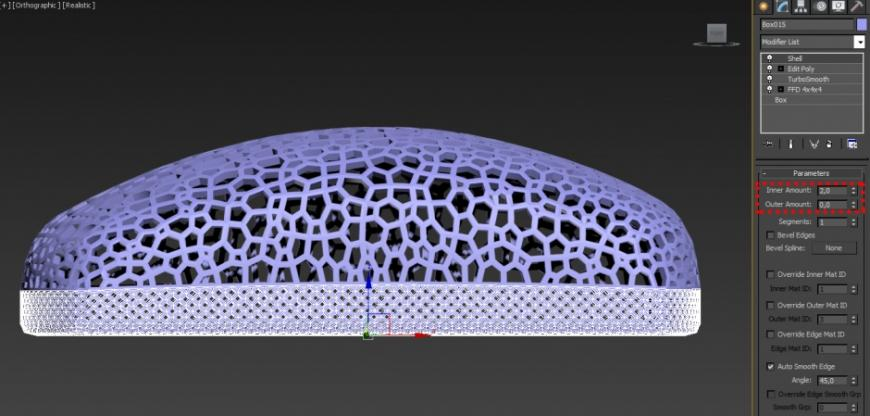 [+] [Orthographic] [Realistic]
Box015
Modifier List
Shell
Edit Poly
TurboSmooth
FFD 4x4x4
Box
- Parameters
Inner Amount: 2,0
Outer Amount: 0,0
Segments: 1
Bevel Edges
Bevel Spline: None
Override Inner Mat ID
Inner Mat ID: 1
Override Outer Mat ID
Outer Mat ID: 3
Override Edge Mat ID
Edge Mat ID: 1
Auto Smooth Edge
Angle: 45,0
Override Edge Smooth Grp
Smooth Grp: 0